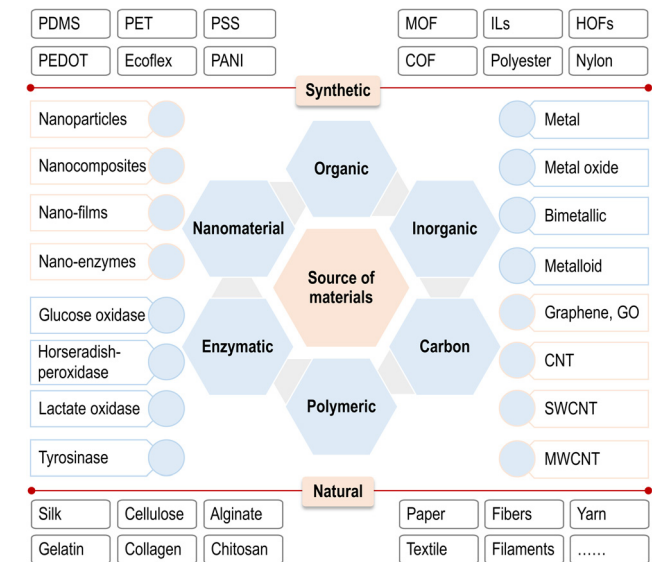 PDMS PET PSS
MOF ILs HOFs
PEDOT Ecoflex PANI
COF Polyester Nylon
Synthetic
Nanoparticles
Nanocomposites
Nano-films
Nano-enzymes
Glucose oxidase
Horseradish-
peroxidase
Lactate oxidase
Tyrosinase
Organic
Nanomaterial
Inorganic
Source of
materials
Enzymatic
Carbon
Polymeric
Metal
Metal oxide
Bimetallic
Metalloid
Graphene, GO
CNT
SWCNT
MWCNT
Natural
Silk Cellulose Alginate
Paper Fibers Yarn
Gelatin Collagen Chitosan
Textile Filaments ......